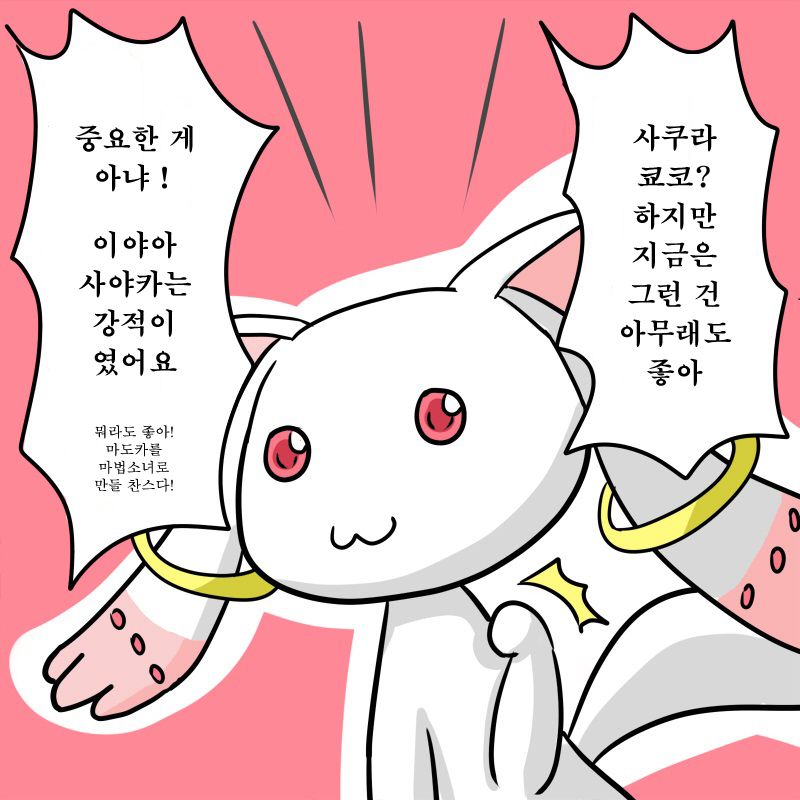 사쿠라
쿄코?
하지만
지금은
그런 건
아무래도
좋아
중요한 게
아냐 !
이야아
사야카는
강적이
였어요
뭐라도 좋아!
마도카를
마법소녀로
만들 찬스다!